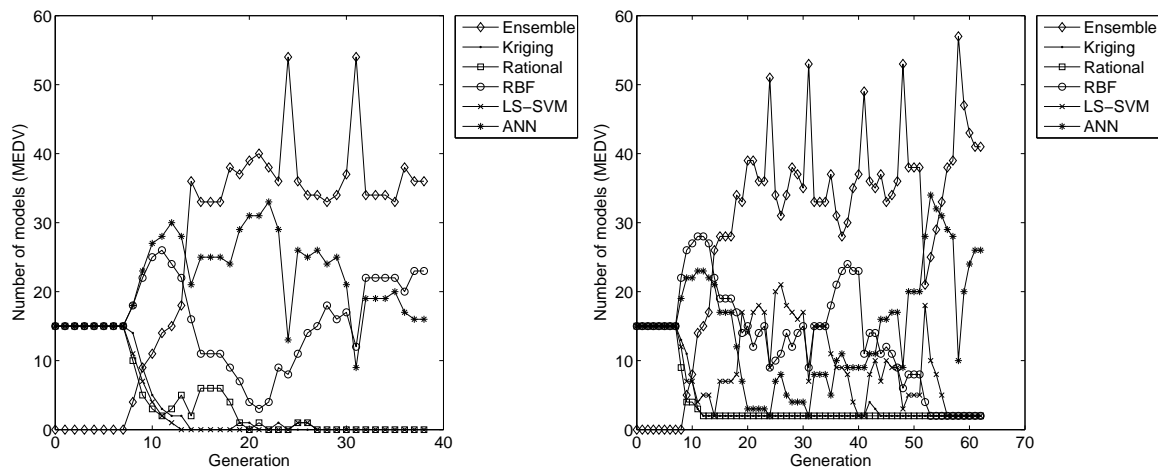 Number of models (MEDV)
60
50
40
30
20
10
0
0 10 20 30 40
Generation
Ensemble
Kriging
Rational
RBF
LS−SVM
ANN
Number of models (MEDV)
60
50
40
30
20
10
0
0 10 20 30 40 50 60 70
Generation
Ensemble
Kriging
Rational
RBF
LS−SVM
ANN